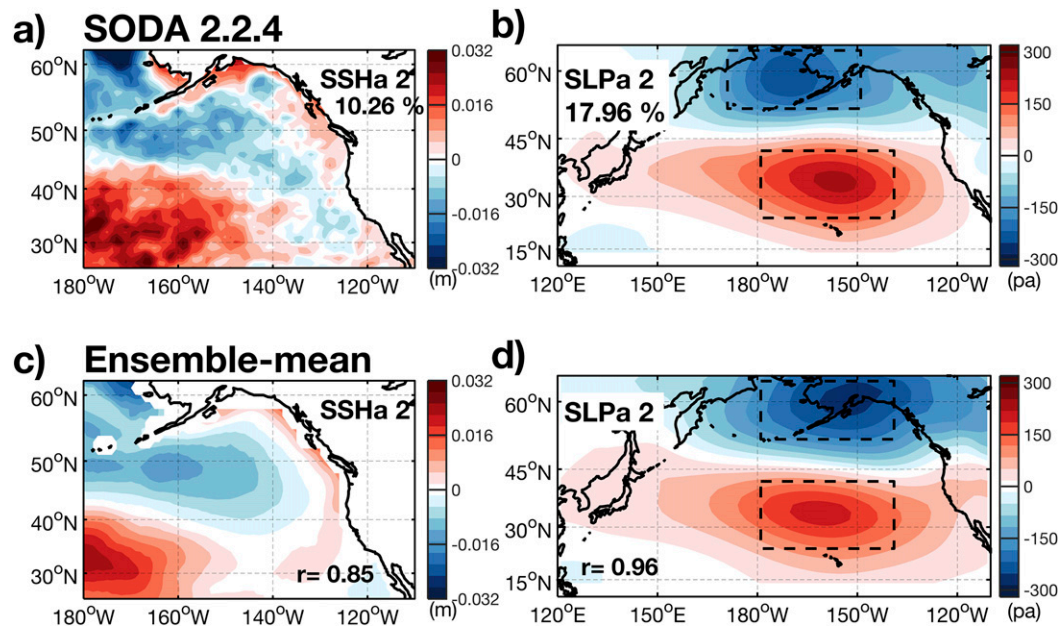 a) SODA 2.2.4
60°N
50°N
40°N
30°N
180°W 160°W 140°W 120°W
SSHa 2
10.26 %
0.032
0.016
0
-0.016
-0.032
(m)
b)
60°N
45°N
30°N
15°N
120°E 150°E 180°W 150°W 120°W
SLPa 2
17.96 %
300
150
0
-150
-300
(pa)
c) Ensemble-mean
60°N
50°N
40°N
30°N
180°W 160°W 140°W 120°W
SSHa 2
r= 0.85
0.032
0.016
0
-0.016
-0.032
(m)
d)
60°N
45°N
30°N
15°N
120°E 150°E 180°W 150°W 120°W
SLPa 2
r= 0.96
300
150
0
-150
-300
(pa)